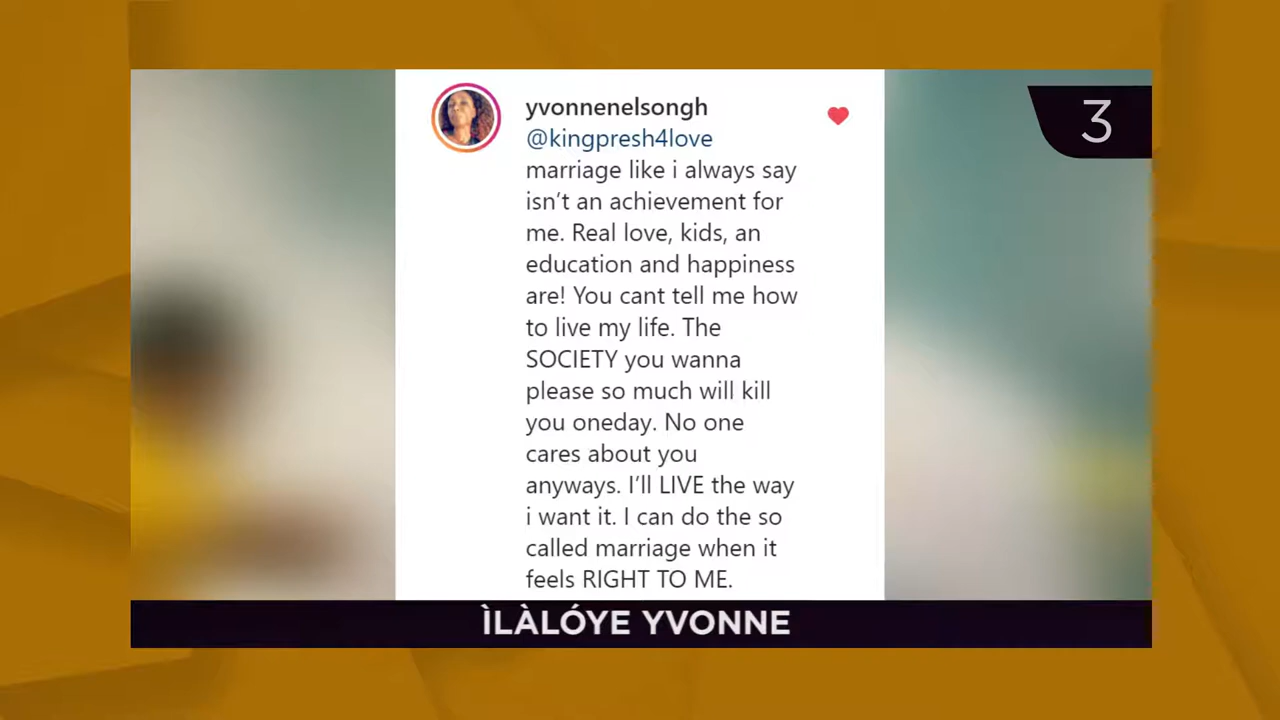 yvonnenelsongh
@kingpresh4love
marriage like i always say
isn’t an achievement for
me. Real love, kids, an
education and happiness
are! You cant tell me how
to live my life. The
SOCIETY you wanna
please so much will kill
you oneday. No one
cares about you
anyways. I’ll LIVE the way
i want it. I can do the so
called marriage when it
feels RIGHT TO ME.
3
ÌLÀLÓYE YVONNE